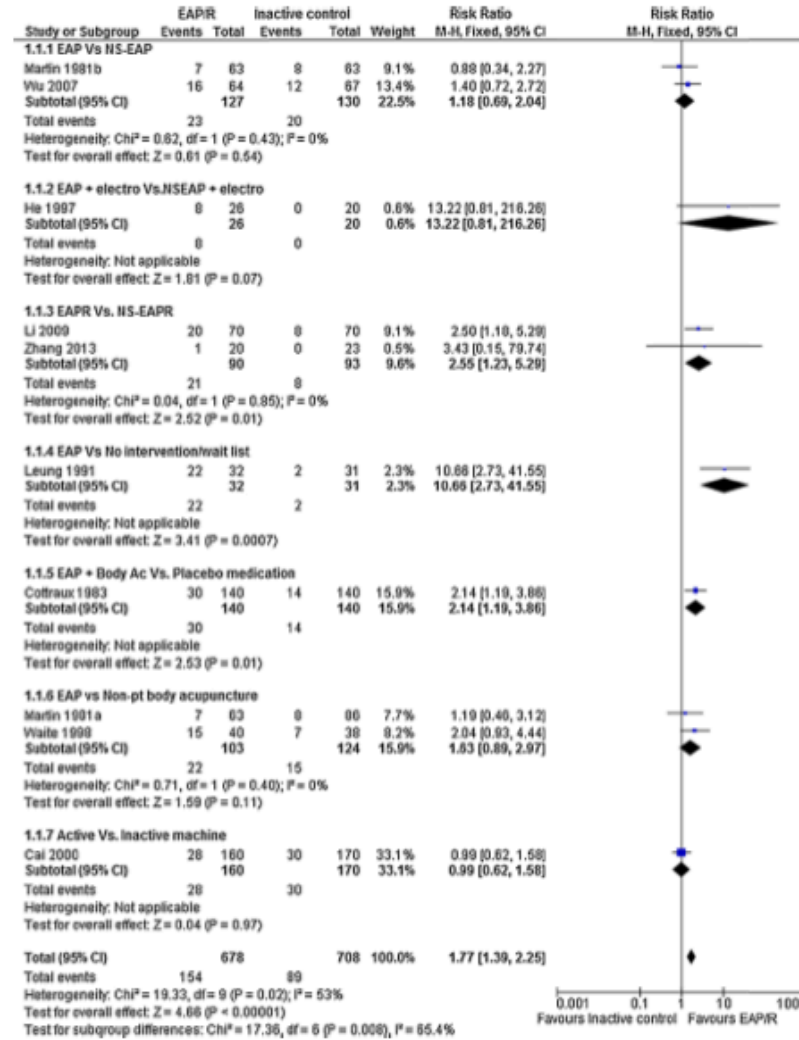 EAP/R Inactive control Risk Ratio Risk Ratio
Study or Subgroup Events Total Events Total Weight M-H, Fixed, 95% CI M-H, Fixed, 95% CI
1.1.1 EAP Vs NS-EAP
Martin 1981b 7 63 8 63 9.1% 0.88 [0.34, 2.27]
Wu 2007 16 64 12 67 13.4% 1.40 [0.72, 2.72]
Subtotal (95% CI) 127 130 22.5% 1.18 [0.69, 2.04]
Total events 23 20
Heterogeneity: Chi² = 0.62, df = 1 (P = 0.43); I² = 0%
Test for overall effect: Z = 0.61 (P = 0.54)
1.1.2 EAP + electro Vs.NSEAP + electro
He 1997 8 26 0 20 0.6% 13.22 [0.81, 216.26]
Subtotal (95% CI) 26 20 0.6% 13.22 [0.81, 216.26]
Total events 8 0
Heterogeneity: Not applicable
Test for overall effect: Z = 1.81 (P = 0.07)
1.1.3 EAPR Vs. NS-EAPR
Li 2009 20 70 8 70 9.1% 2.50 [1.18, 5.29]
Zhang 2013 1 20 0 23 0.5% 3.43 [0.15, 79.74]
Subtotal (95% CI) 90 93 9.6% 2.55 [1.23, 5.29]
Total events 21 8
Heterogeneity: Chi² = 0.04, df = 1 (P = 0.85); I² = 0%
Test for overall effect: Z = 2.52 (P = 0.01)
1.1.4 EAP Vs No intervention/wait list
Leung 1991 22 32 2 31 2.3% 10.66 [2.73, 41.55]
Subtotal (95% CI) 32 31 2.3% 10.66 [2.73, 41.55]
Total events 22 2
Heterogeneity: Not applicable
Test for overall effect: Z = 3.41 (P = 0.0007)
1.1.5 EAP + Body Ac Vs. Placebo medication
Cottraux 1983 30 140 14 140 15.9% 2.14 [1.19, 3.86]
Subtotal (95% CI) 140 140 15.9% 2.14 [1.19, 3.86]
Total events 30 14
Heterogeneity: Not applicable
Test for overall effect: Z = 2.53 (P = 0.01)
1.1.6 EAP vs Non-pt body acupuncture
Martin 1981a 7 63 8 86 7.7% 1.19 [0.46, 3.12]
Waite 1998 15 40 7 38 8.2% 2.04 [0.93, 4.44]
Subtotal (95% CI) 103 124 15.9% 1.63 [0.89, 2.97]
Total events 22 15
Heterogeneity: Chi² = 0.71, df = 1 (P = 0.40); I² = 0%
Test for overall effect: Z = 1.59 (P = 0.11)
1.1.7 Active Vs. Inactive machine
Cai 2000 28 160 30 170 33.1% 0.99 [0.62, 1.58]
Subtotal (95% CI) 160 170 33.1% 0.99 [0.62, 1.58]
Total events 28 30
Heterogeneity: Not applicable
Test for overall effect: Z = 0.04 (P = 0.97)
Total (95% CI) 678 708 100.0% 1.77 [1.39, 2.25]
Total events 154 89
Heterogeneity: Chi² = 19.33, df = 9 (P = 0.02); I² = 53%
Test for overall effect: Z = 4.66 (P < 0.00001)
Test for subgroup differences: Chi² = 17.36, df = 6 (P = 0.008), I² = 65.4%
0.001 0.1 1 10 1000
Favours Inactive control Favours EAP/R